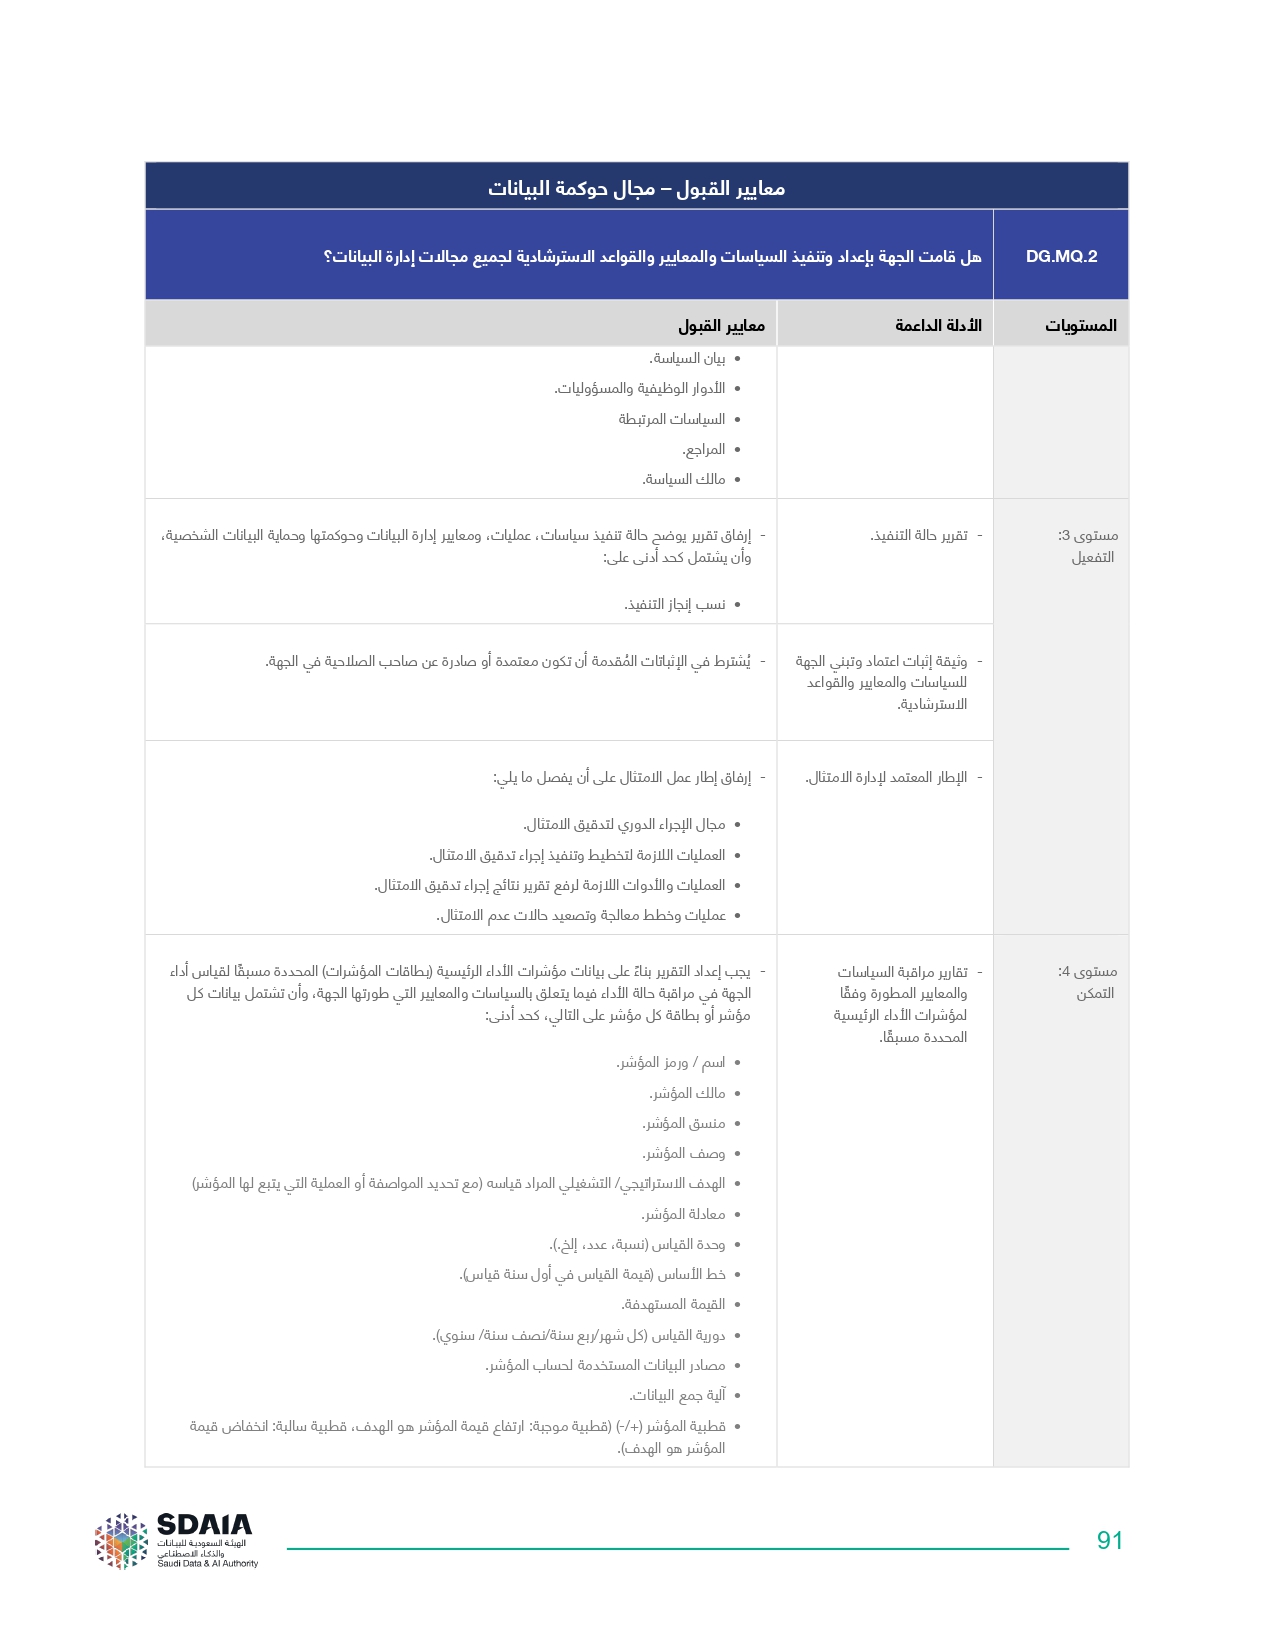 معايير القبول – مجال حوكمة البيانات
DG.MQ.2
هل قامت الجهة بإعداد وتنفيذ السياسات والمعايير والقواعد الاسترشادية لجميع مجالات إدارة البيانات؟
المستويات
الأدلة الداعمة
معايير القبول
• بيان السياسة.
• الأدوار الوظيفية والمسؤوليات.
• السياسات المرتبطة
• المراجع.
• مالك السياسة.
مستوى 3:
التفعيل
- تقرير حالة التنفيذ.
- إرفاق تقرير يوضح حالة تنفيذ سياسات، عمليات، ومعايير إدارة البيانات وحوكمتها وحماية البيانات الشخصية،
وأن يشتمل كحد أدنى على:
• نسب إنجاز التنفيذ.
- وثيقة إثبات اعتماد وتبني الجهة
للسياسات والمعايير والقواعد
الاسترشادية.
- يُشترط في الإثباتات المُقدمة أن تكون معتمدة أو صادرة عن صاحب الصلاحية في الجهة.
- الإطار المعتمد لإدارة الامتثال.
- إرفاق إطار عمل الامتثال على أن يفصل ما يلي:
• مجال الإجراء الدوري لتدقيق الامتثال.
• العمليات اللازمة لتخطيط وتنفيذ إجراء تدقيق الامتثال.
• العمليات والأدوات اللازمة لرفع تقرير نتائج إجراء تدقيق الامتثال.
• عمليات وخطط معالجة وتصعيد حالات عدم الامتثال.
مستوى 4:
التمكن
- تقارير مراقبة السياسات
والمعايير المطورة وفقًا
لمؤشرات الأداء الرئيسية
المحددة مسبقًا.
- يجب إعداد التقرير بناءً على بيانات مؤشرات الأداء الرئيسية (بطاقات المؤشرات) المحددة مسبقًا لقياس أداء
الجهة في مراقبة حالة الأداء فيما يتعلق بالسياسات والمعايير التي طورتها الجهة، وأن تشتمل بيانات كل
مؤشر أو بطاقة كل مؤشر على التالي، كحد أدنى:
• اسم / ورمز المؤشر.
• مالك المؤشر.
• منسق المؤشر.
• وصف المؤشر.
• الهدف الاستراتيجي/ التشغيلي المراد قياسه (مع تحديد المواصفة أو العملية التي يتبع لها المؤشر)
• معادلة المؤشر.
• وحدة القياس (نسبة، عدد، إلخ.).
• خط الأساس (قيمة القياس في أول سنة قياس).
• القيمة المستهدفة.
• دورية القياس (كل شهر/ربع سنة/نصف سنة/ سنوي).
• مصادر البيانات المستخدمة لحساب المؤشر.
• آلية جمع البيانات.
• قطبية المؤشر (+/-) (قطبية موجبة: ارتفاع قيمة المؤشر هو الهدف، قطبية سالبة: انخفاض قيمة
المؤشر هو الهدف).
SDAIA
الهيئة السعودية للبيانات
والذكاء الاصطناعي
Saudi Data & AI Authority
91